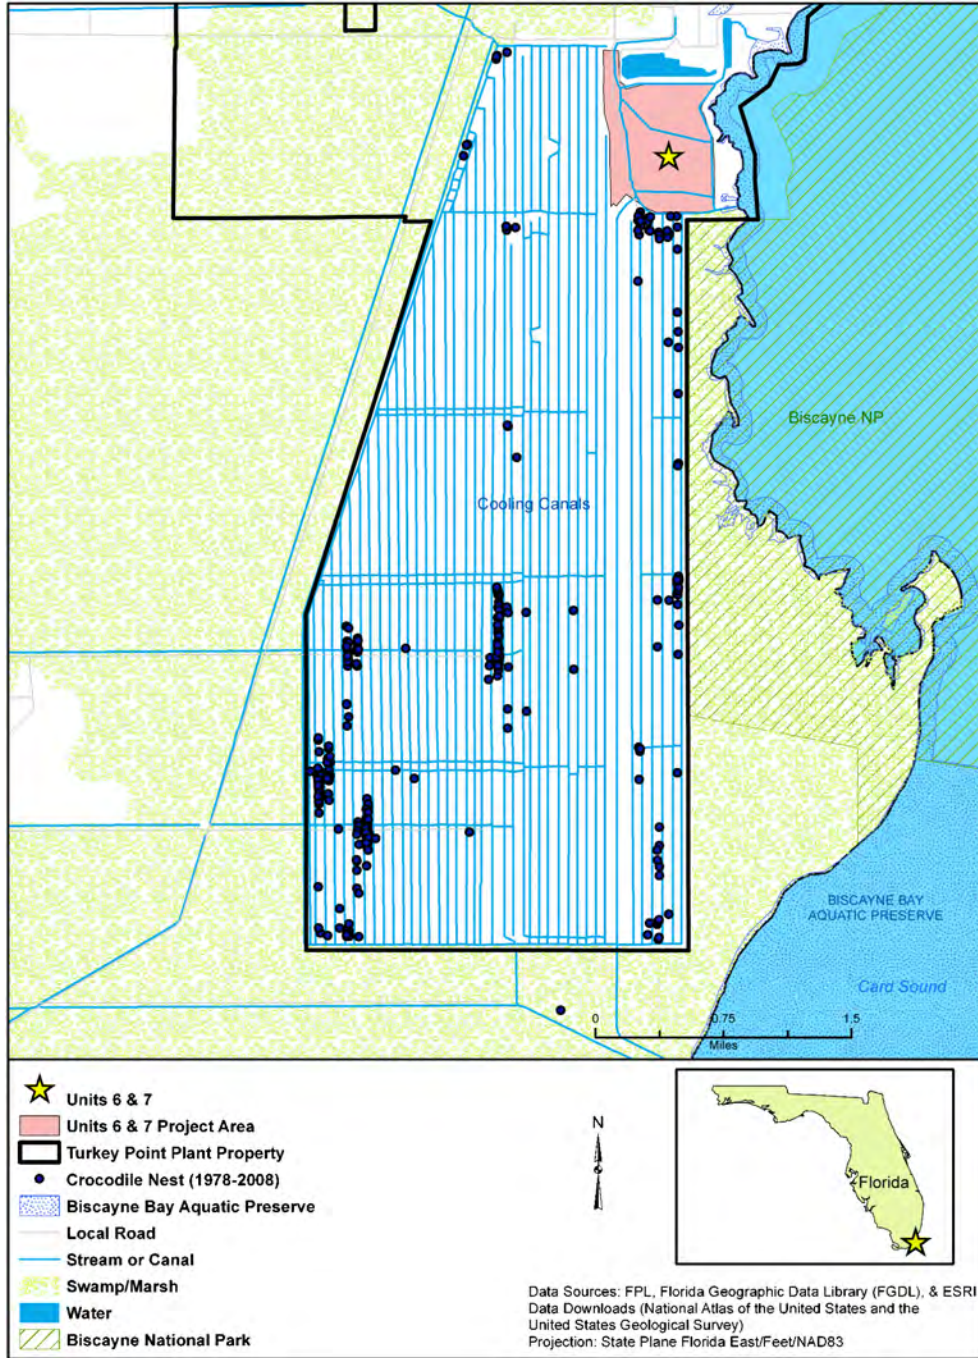 Biscayne NP
Cooling Canals
BISCAYNE BAY
AQUATIC PRESERVE
Card Sound
0 0.75 1.5
Miles
Units 6 & 7
Units 6 & 7 Project Area
Turkey Point Plant Property
Crocodile Nest (1978-2008)
Biscayne Bay Aquatic Preserve
Local Road
Stream or Canal
Swamp/Marsh
Water
Biscayne National Park
N
Florida
Data Sources: FPL, Florida Geographic Data Library (FGDL), & ESRI
Data Downloads (National Atlas of the United States and the
United States Geological Survey)
Projection: State Plane Florida East/Feet/NAD83